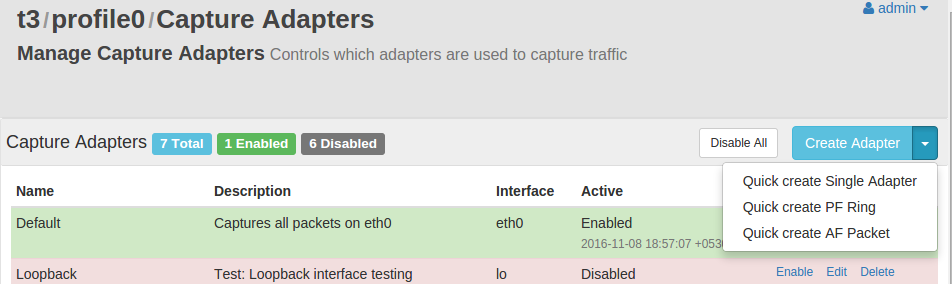 t3/profile0/Capture Adapters
admin
Manage Capture Adapters Controls which adapters are used to capture traffic
Capture Adapters 7 Total 1 Enabled 6 Disabled Disable All Create Adapter
Quick create Single Adapter
Quick create PF Ring
Quick create AF Packet
Name Description Interface Active
Default Captures all packets on eth0 eth0 Enabled
2016-11-08 18:57:07
Loopback Test: Loopback interface testing lo Disabled Enable Edit Delete